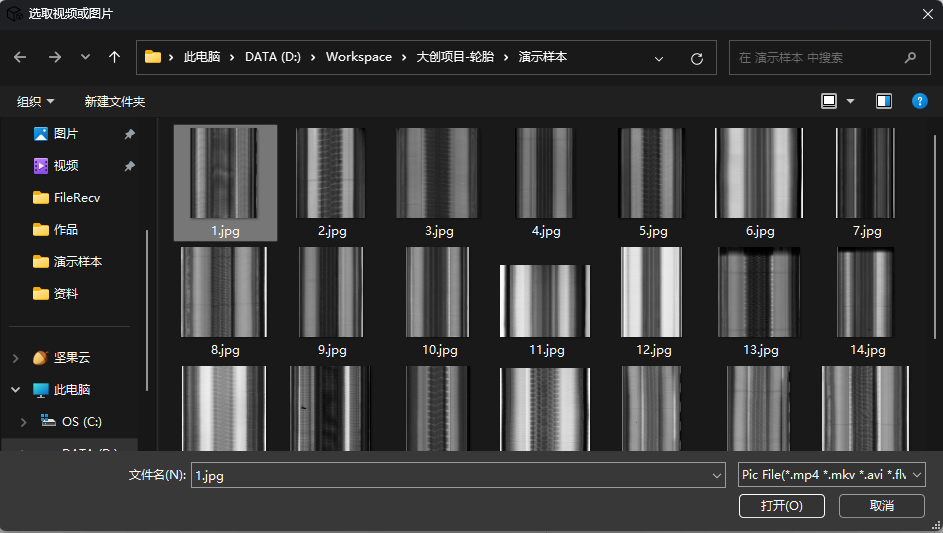 选取视频或图片
此电脑 DATA (D:) Workspace 大创项目-轮胎 演示样本
在 演示样本 中搜索
组织 新建文件夹
图片
视频
FileRecv
作品
演示样本
资料
坚果云
此电脑
OS (C:)
1.jpg 2.jpg 3.jpg 4.jpg 5.jpg 6.jpg 7.jpg
8.jpg 9.jpg 10.jpg 11.jpg 12.jpg 13.jpg 14.jpg
文件名(N): 1.jpg
Pic File(*.mp4 *.mkv *.avi *.flv
打开(O) 取消